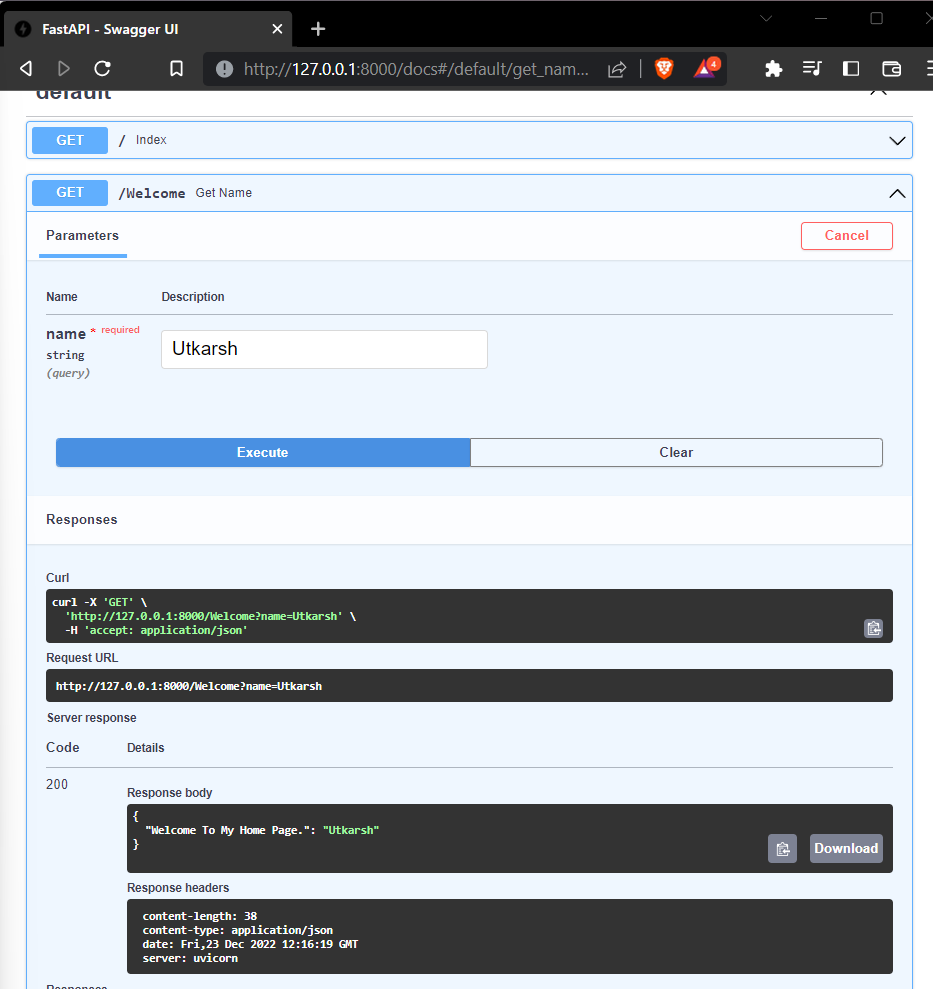 FastAPI - Swagger UI
http://127.0.0.1:8000/docs#/default/get_nam...
4
default
GET / Index
GET /Welcome Get Name
Parameters
Cancel
Name Description
name * required
string
(query)
Utkarsh
Execute Clear
Responses
Curl
curl -X 'GET' \
'http://127.0.0.1:8000/Welcome?name=Utkarsh' \
-H 'accept: application/json'
Request URL
http://127.0.0.1:8000/Welcome?name=Utkarsh
Server response
Code Details
200
Response body
{
"Welcome To My Home Page.": "Utkarsh"
}
Download
Response headers
content-length: 38
content-type: application/json
date: Fri,23 Dec 2022 12:16:19 GMT
server: uvicorn
Responses